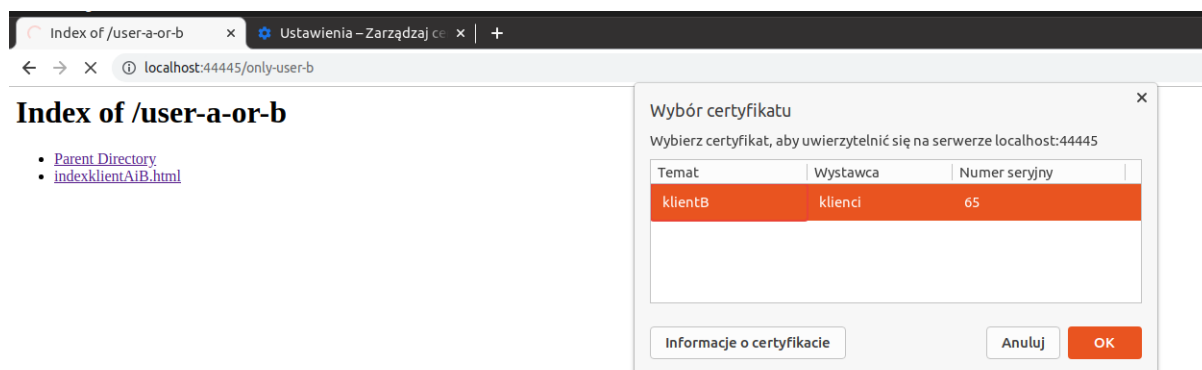 Index of /user-a-or-b × Ustawienia – Zarządzaj ce × +
localhost:44445/only-user-b
Index of /user-a-or-b
Parent Directory
indexklientAiB.html
Wybór certyfikatu
Wybierz certyfikat, aby uwierzytelnić się na serwerze localhost:44445
Temat Wystawca Numer seryjny
klientB klienci 65
Informacje o certyfikacie Anuluj OK